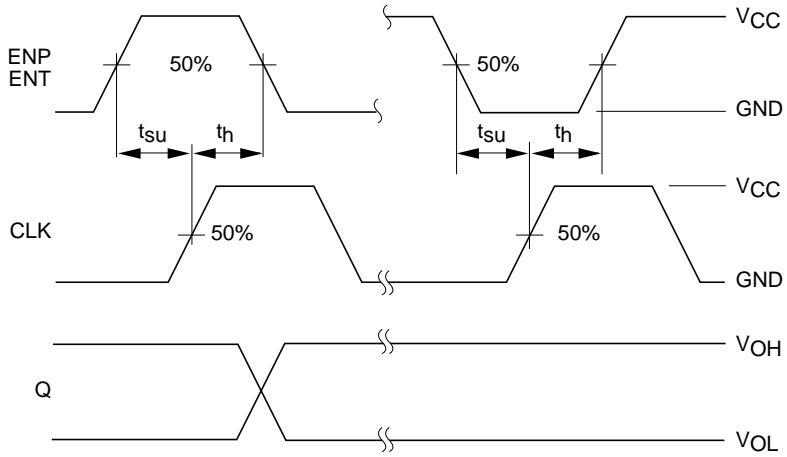 ENP
ENT
50%
50%
VCC
GND
tsu
th
tsu
th
CLK
50%
50%
VCC
GND
Q
VOH
VOL